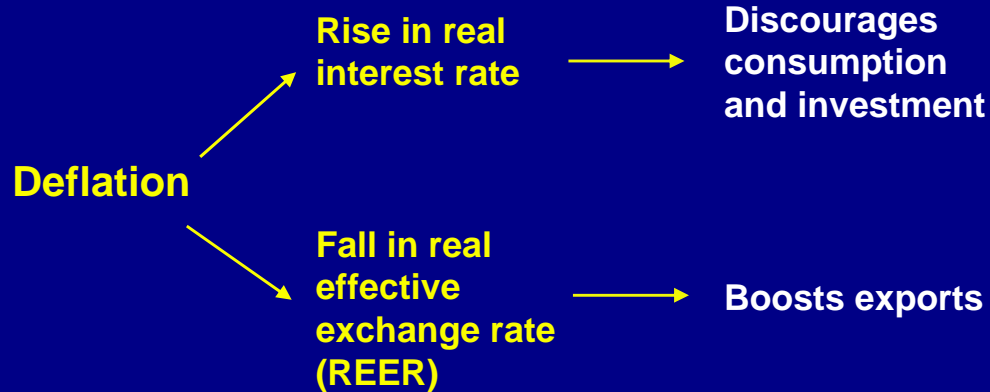 Deflation
Rise in real
interest rate
Discourages
consumption
and investment
Fall in real
effective
exchange rate
(REER)
Boosts exports